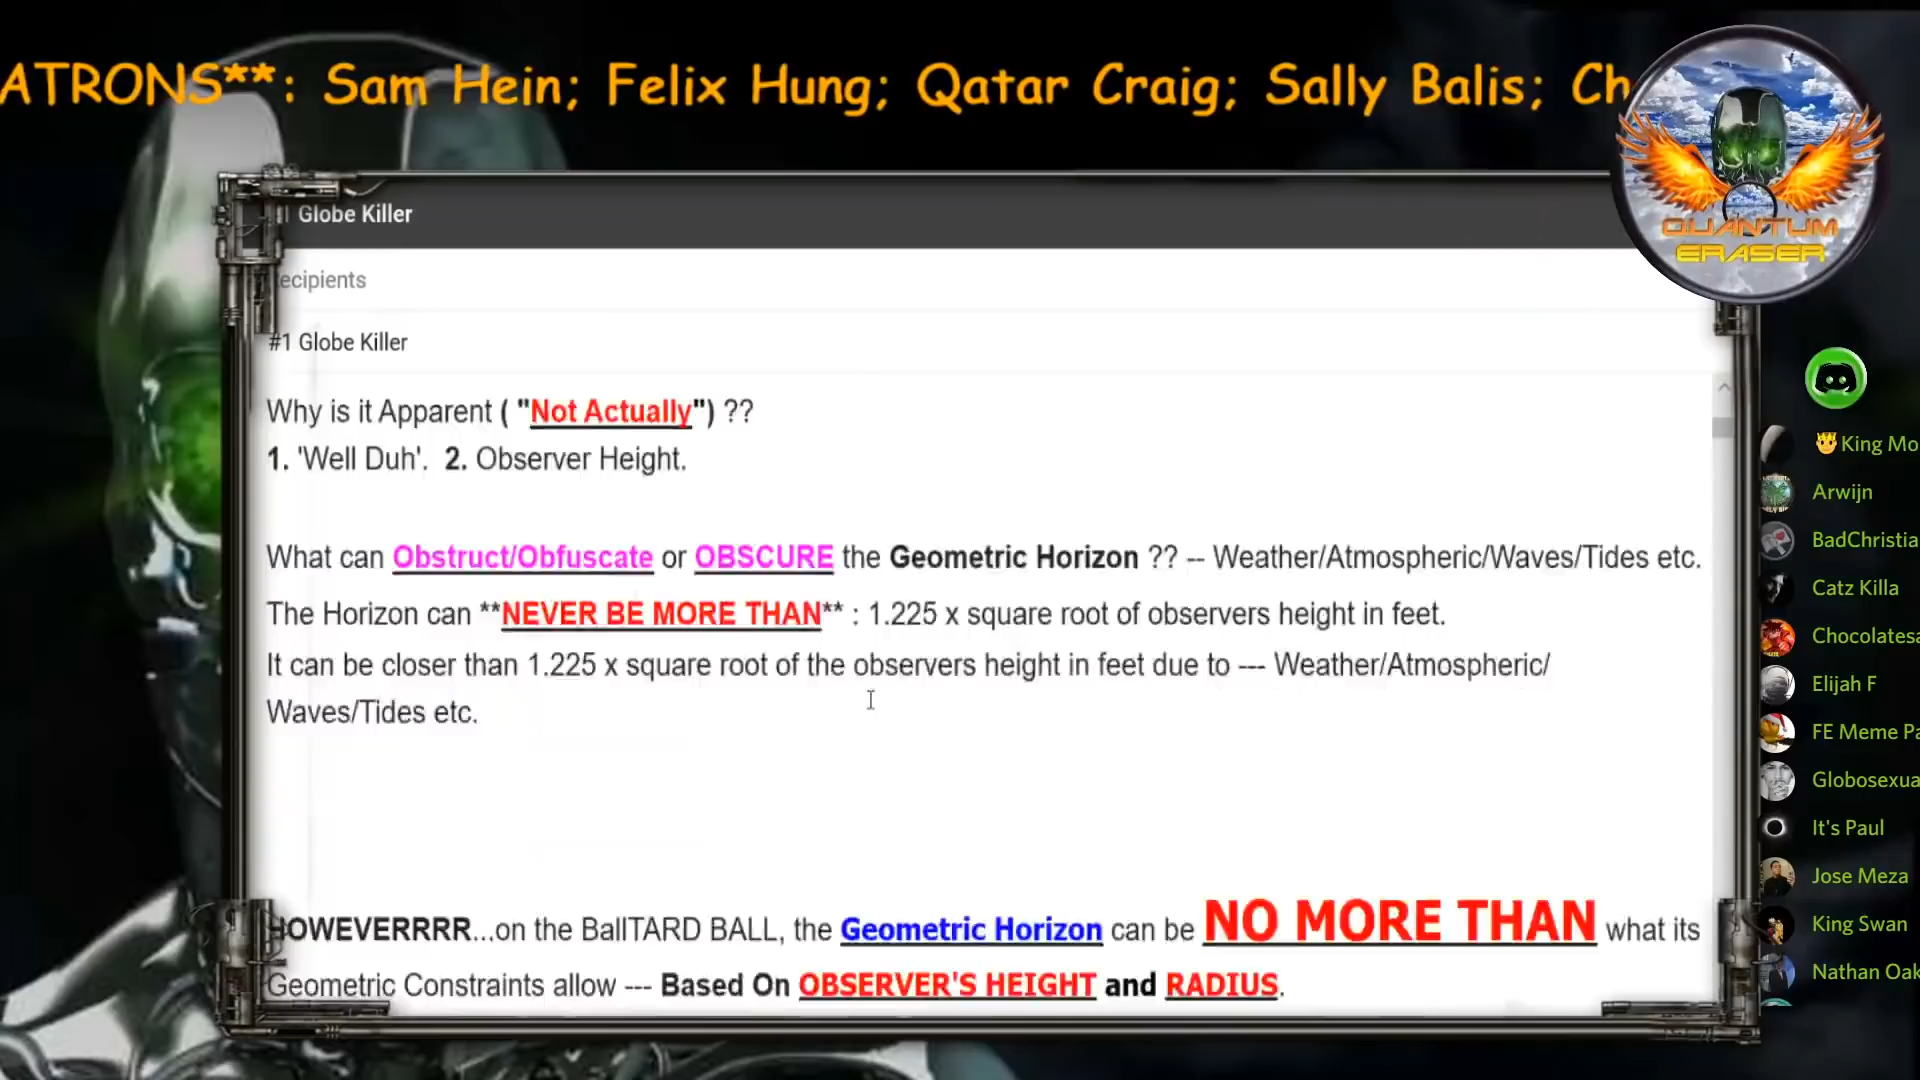 ATRONS**: Sam Hein; Felix Hung; Qatar Craig; Sally Balis; Ch
QUANTUM
ERASER
Globe Killer
ecipients
#1 Globe Killer
Why is it Apparent ( "Not Actually") ??
1. 'Well Duh'. 2. Observer Height.
What can Obstruct/Obfuscate or OBSCURE the Geometric Horizon ?? -- Weather/Atmospheric/Waves/Tides etc.
The Horizon can **NEVER BE MORE THAN** : 1.225 x square root of observers height in feet.
It can be closer than 1.225 x square root of the observers height in feet due to --- Weather/Atmospheric/
Waves/Tides etc.
HOWEVERRRR...on the BallTARD BALL, the Geometric Horizon can be NO MORE THAN what its
Geometric Constraints allow --- Based On OBSERVER'S HEIGHT and RADIUS.
King Mo
Arwijn
BadChristia
Catz Killa
Chocolatesa
Elijah F
FE Meme Pa
Globosexua
It's Paul
Jose Meza
King Swan
Nathan Oak